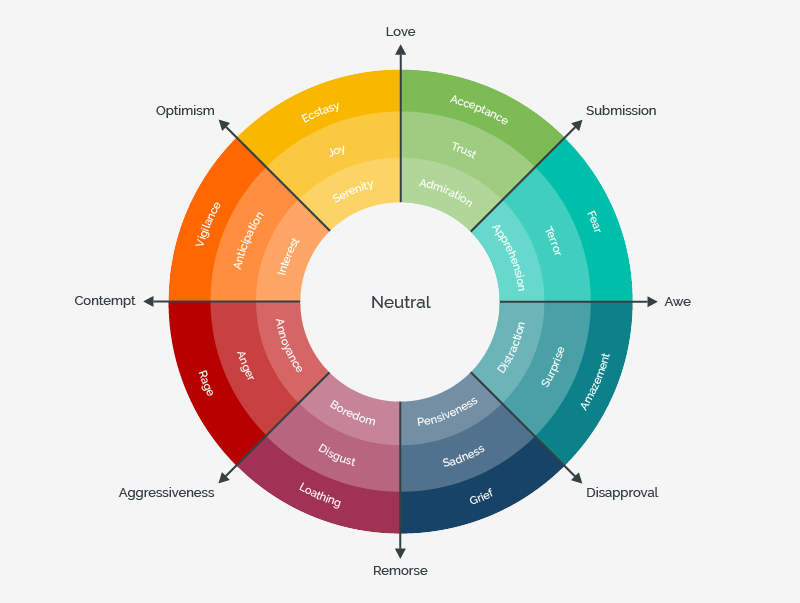 Love
Optimism
Submission
Ecstasy
Acceptance
Joy
Trust
Serenity
Admiration
Vigilance
Anticipation
Interest
Apprehension
Terror
Fear
Contempt
Neutral
Awe
Rage
Anger
Annoyance
Distraction
Surprise
Amazement
Boredom
Pensiveness
Disgust
Sadness
Loathing
Grief
Aggressiveness
Disapproval
Remorse